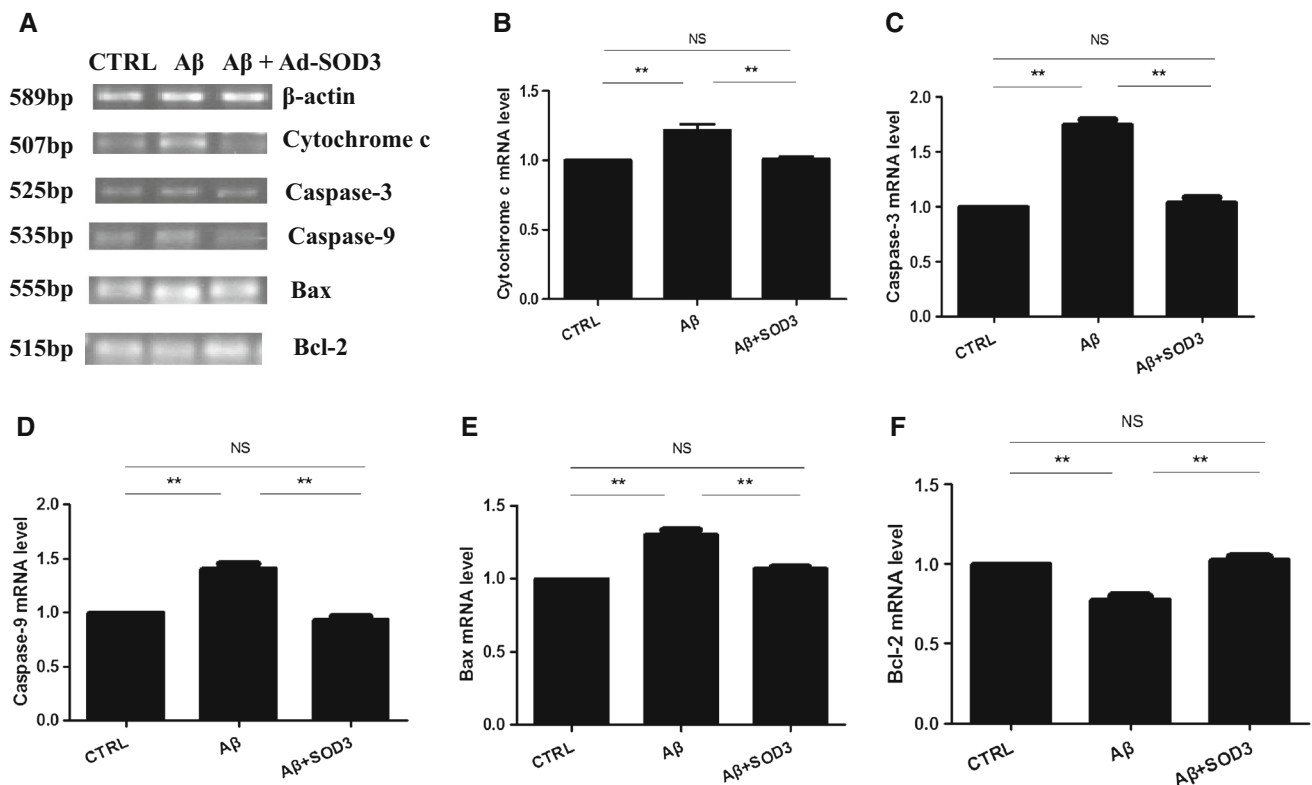 A
CTRL Aβ Aβ + Ad-SOD3
589bp β-actin
507bp Cytochrome c
525bp Caspase-3
535bp Caspase-9
555bp Bax
515bp Bcl-2
B
NS
** **
Cytochrome c mRNA level
1.5
1.0
0.5
0.0
CTRL Aβ Aβ+SOD3
C
NS
** **
Caspase-3 mRNA level
2.0
1.5
1.0
0.5
0.0
CTRL Aβ Aβ+SOD3
D
NS
** **
Caspase-9 mRNA level
2.0
1.5
1.0
0.5
0.0
CTRL Aβ Aβ+SOD3
E
NS
** **
Bax mRNA level
1.5
1.0
0.5
0.0
CTRL Aβ Aβ+SOD3
F
NS
** **
Bcl-2 mRNA level
1.5
1.0
0.5
0.0
CTRL Aβ Aβ+SOD3